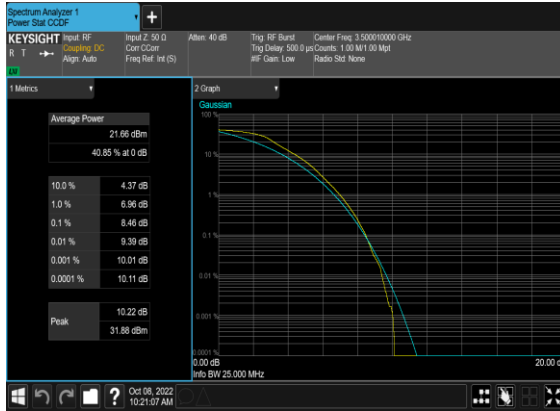 Spectrum Analyzer 1
Power Stat CCDF
KEYSIGHT
R T
LU
Input: RF
Coupling: DC
Align: Auto
Input Z: 50 Ω
Corr CCorr
Freq Ref: Int (S)
Atten: 40 dB
Trig: RF Burst
Trig Delay: 500.0 µs
#IF Gain: Low
Center Freq: 3.500010000 GHz
Counts: 1.00 M/1.00 Mpt
Radio Std: None
1 Metrics
Average Power
21.66 dBm
40.85 % at 0 dB
10.0 % 4.37 dB
1.0 % 6.96 dB
0.1 % 8.46 dB
0.01 % 9.39 dB
0.001 % 10.01 dB
0.0001 % 10.11 dB
Peak
10.22 dB
31.88 dBm
2 Graph
Gaussian
100 %
10 %
1 %
0.1 %
0.01 %
0.001 %
0.0001 %
0.00 dB
20.00
Info BW 25.000 MHz
?
Oct 08, 2022
10:21:07 AM